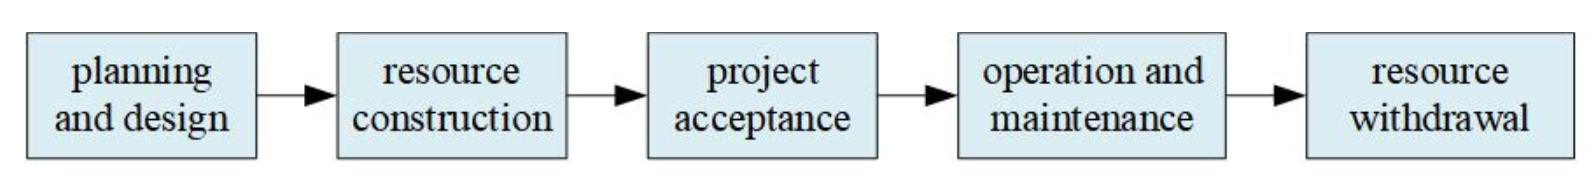 planning
and design
resource
construction
project
acceptance
operation and
maintenance
resource
withdrawal